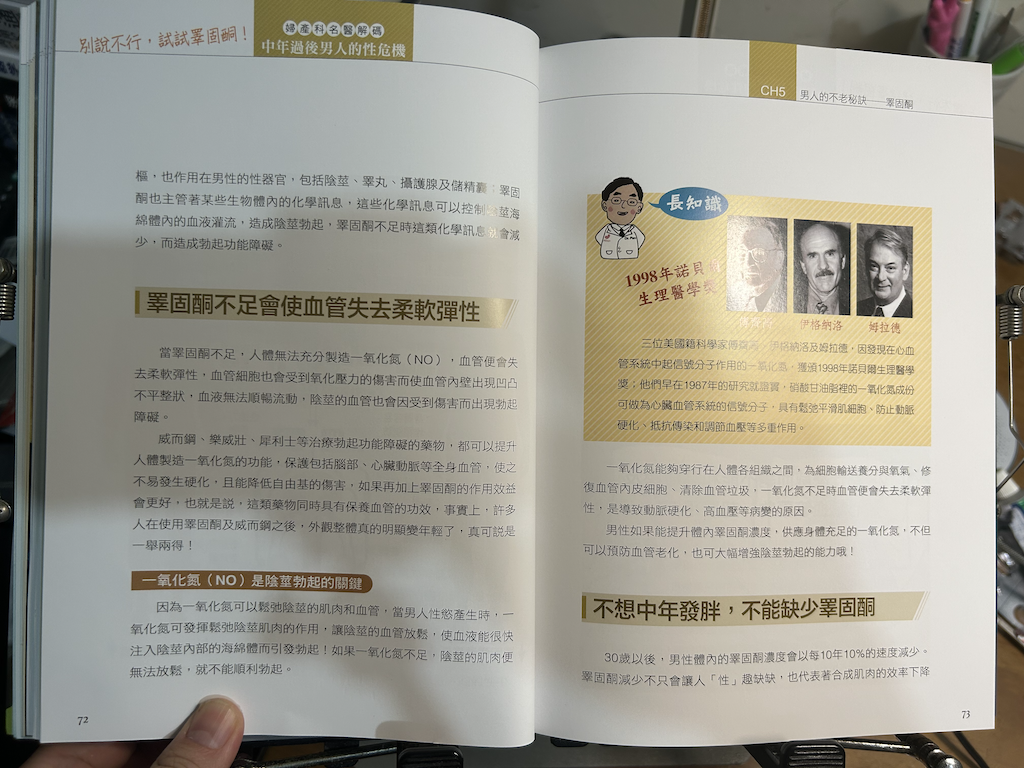 別說不行，試試睪固酮！
婦產科名醫解碼
中年過後男人的性危機
樞，也作用在男性的性器官，包括陰莖、睪丸、攝護腺及儲精囊；睪固
酮也主管著某些生物體內的化學訊息，這些化學訊息可以控制陰莖海
綿體內的血液灌流，造成陰莖勃起，睪固酮不足時這類化學訊息就會減
少，而造成勃起功能障礙。
睪固酮不足會使血管失去柔軟彈性
當睪固酮不足，人體無法充分製造一氧化氮（NO），血管便會失
去柔軟彈性，血管細胞也會受到氧化壓力的傷害而使血管內壁出現凹凸
不平整狀，血液無法順暢流動，陰莖的血管也會因受到傷害而出現勃起
障礙。
威而鋼、樂威壯、犀利士等治療勃起功能障礙的藥物，都可以提升
人體製造一氧化氮的功能，保護包括腦部、心臟動脈等全身血管，使之
不易發生硬化，且能降低自由基的傷害，如果再加上睪固酮的作用效益
會更好，也就是說，這類藥物同時具有保養血管的功效，事實上，許多
人在使用睪固酮及威而鋼之後，外觀整體真的明顯變年輕了，真可說是
一舉兩得！
一氧化氮（NO）是陰莖勃起的關鍵
因為一氧化氮可以鬆弛陰莖的肌肉和血管，當男人性慾產生時，一
氧化氮可發揮鬆弛陰莖肌肉的作用，讓陰莖的血管放鬆，使血液能很快
注入陰莖內部的海綿體而引發勃起！如果一氧化氮不足，陰莖的肌肉便
無法放鬆，就不能順利勃起。
72
CH5
男人的不老秘訣——睪固酮
長知識
1998年諾貝爾
生理醫學獎
伊格納洛
姆拉德
三位美國籍科學家傅、伊格納洛及姆拉德，因發現在心血
管系統中起信號分子作用的一氧化氮，獲頒1998年諾貝爾生理醫學
獎；他們早在1987年的研究就證實，硝酸甘油脂裡的一氧化氮成份
可做為心臟血管系統的信號分子，具有鬆弛平滑肌細胞、防止動脈
硬化、抵抗傳染和調節血壓等多重作用。
一氧化氮能夠穿行在人體各組織之間，為細胞輸送養分與氧氣、修
復血管內皮細胞、清除血管垃圾，一氧化氮不足時血管便會失去柔軟彈
性，是導致動脈硬化、高血壓等病變的原因。
男性如果能提升體內睪固酮濃度，供應身體充足的一氧化氮，不但
可以預防血管老化，也可大幅增強陰莖勃起的能力哦！
不想中年發胖，不能缺少睪固酮
30歲以後，男性體內的睪固酮濃度會以每10年10%的速度減少。
睪固酮減少不只會讓人「性」趣缺缺，也代表著合成肌肉的效率下降
73